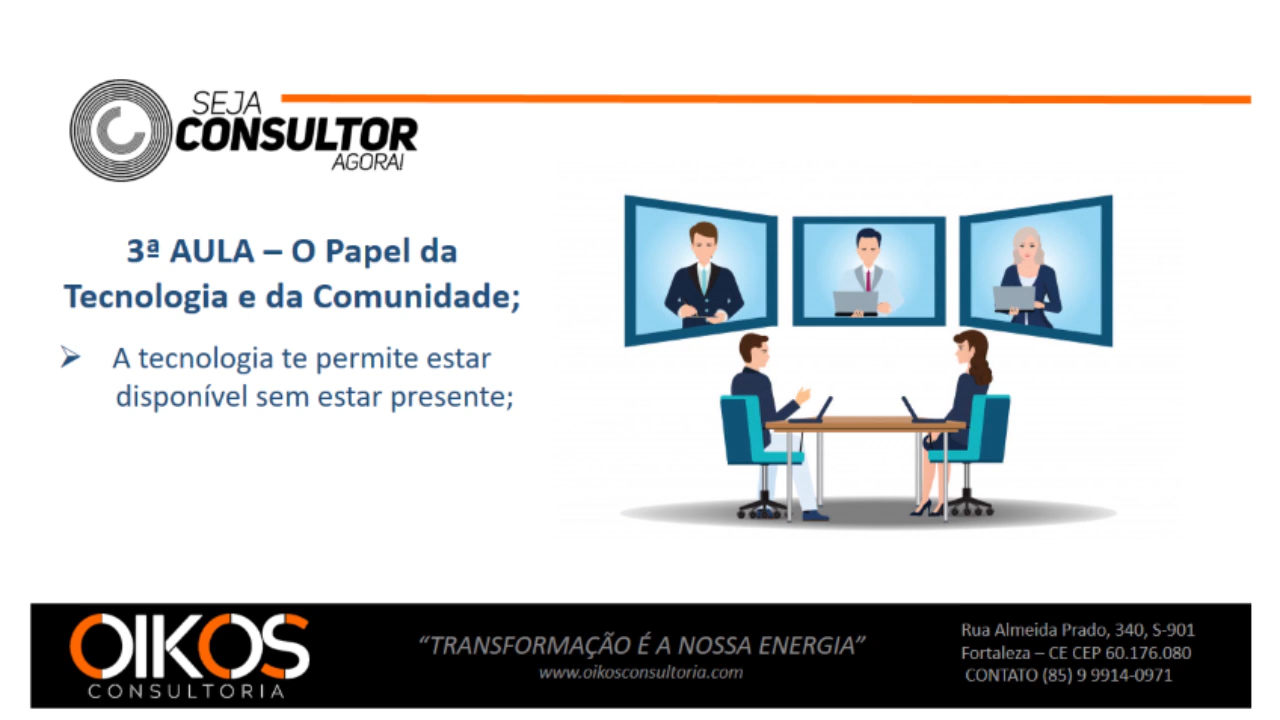 SEJA
CONSULTOR
AGORA!
3ª AULA – O Papel da
Tecnologia e da Comunidade;
A tecnologia te permite estar
disponível sem estar presente;
OIKOS
CONSULTORIA
“TRANSFORMAÇÃO É A NOSSA ENERGIA”
www.oikosconsultoria.com
Rua Almeida Prado, 340, S-901
Fortaleza – CE CEP 60.176.080
CONTATO (85) 9 9914-0971